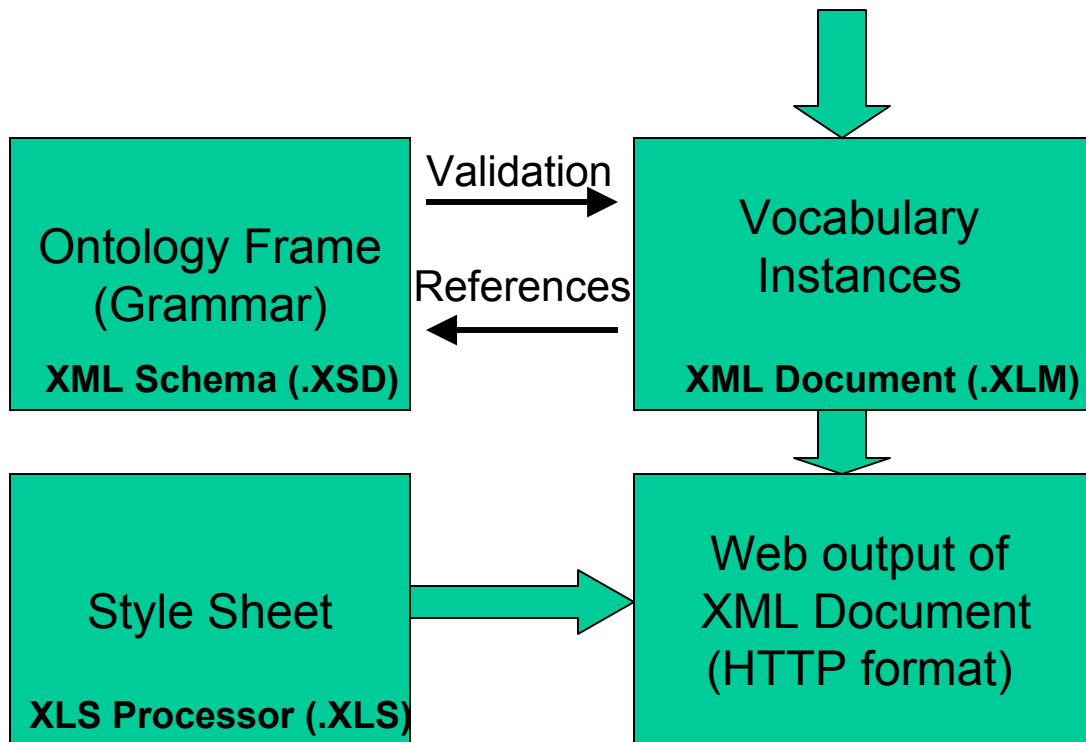 Ontology Frame
(Grammar)
XML Schema (.XSD)
Validation
References
Vocabulary
Instances
XML Document (.XLM)
Style Sheet
XLS Processor (.XLS)
Web output of
XML Document
(HTTP format)